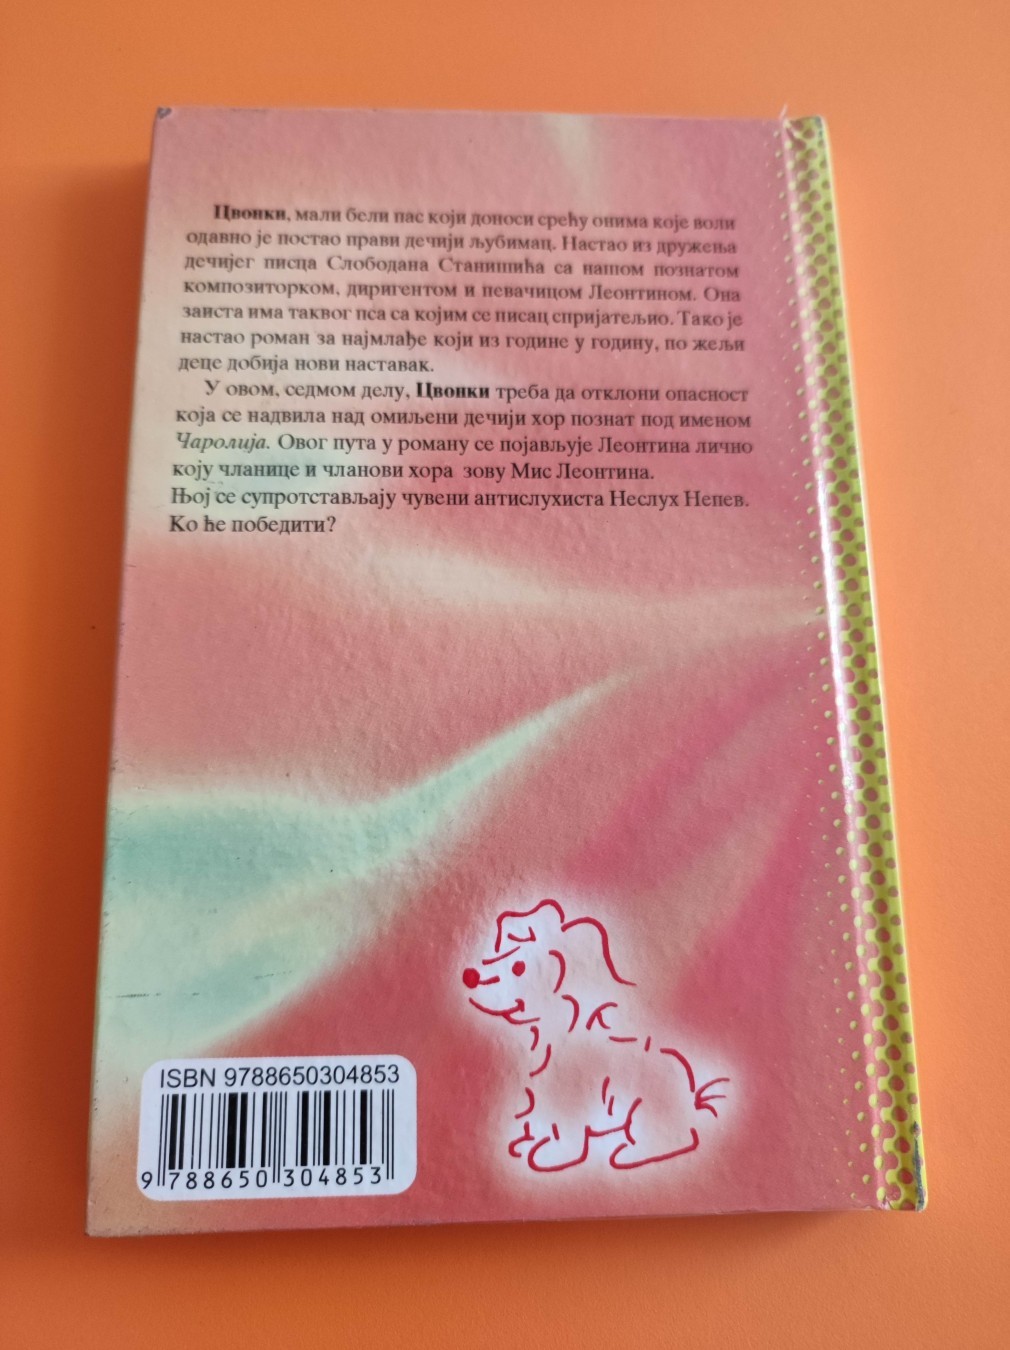 Цвонки, мали бели пас који доноси срећу онима које воли
одавно је постао прави дечији љубимац. Настао из дружења
дечијег писца Слободана Станишића са нашом познатом
композиторком, диригентом и певачицом Леонтином. Она
заиста има таквог пса са којим се писац спријатељио. Тако је
настао роман за најмлађе који из године у годину, по жељи
деце добија нови наставак.
У овом, седмом делу, Цвонки треба да отклони опасност
која се надвила над омиљени дечији хор познат под именом
Чаролија. Овог пута у роману се појављује Леонтина лично
коју чланице и чланови хора зову Мис Леонтина.
Њој се супротстављају чувени антислухиста Неслух Непев.
Ко ће победити?
ISBN 9788650304853
9 788650 304853